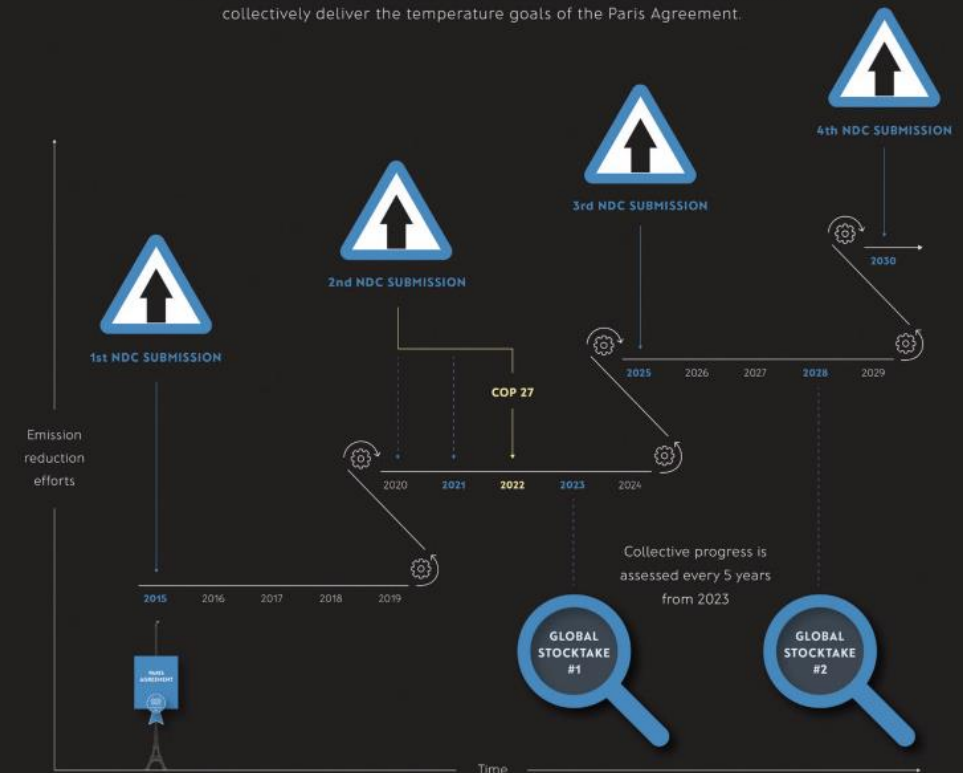 collectively deliver the temperature goals of the Paris Agreement.
4th NDC SUBMISSION
3rd NDC SUBMISSION
2030
2nd NDC SUBMISSION
1st NDC SUBMISSION
2025 2026 2027 2028 2029
COP 27
Emission
reduction
efforts
2020 2021 2022 2023 2024
Collective progress is
assessed every 5 years
from 2023
2015 2016 2017 2018 2019
GLOBAL
STOCKTAKE
#1
GLOBAL
STOCKTAKE
#2
PARIS
AGREEMENT
Time